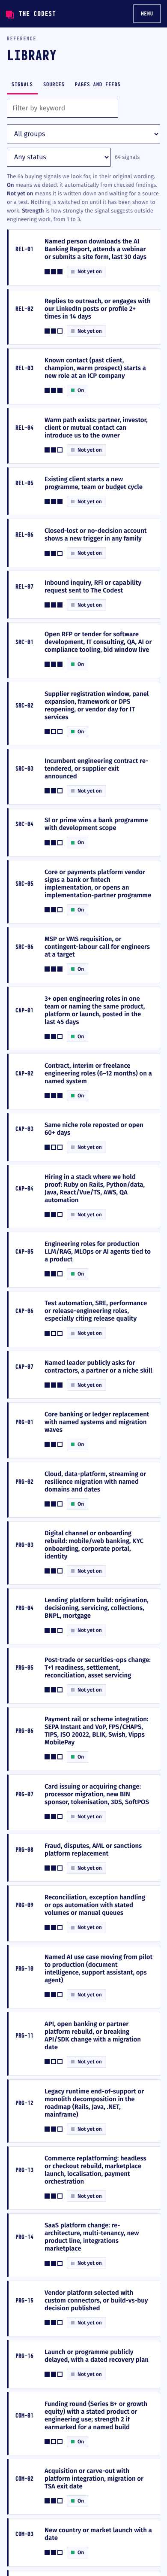 THE CODEST
MENU
REFERENCE
LIBRARY
SIGNALS SOURCES PAGES AND FEEDS
Filter by keyword
All groups
Any status
64 signals
The 64 buying signals we look for, in their original wording.
On means we detect it automatically from checked findings.
Not yet on means it is written down and waiting for a source
or a test. Nothing is switched on until it has been shown to
work. Strength is how strongly the signal suggests outside
engineering work, from 1 to 3.
REL-01
Named person downloads the AI
Banking Report, attends a webinar
or submits a site form, last 30 days
Not yet on
REL-02
Replies to outreach, or engages with
our LinkedIn posts or profile 2+
times in 14 days
Not yet on
REL-03
Known contact (past client,
champion, warm prospect) starts a
new role at an ICP company
On
REL-04
Warm path exists: partner, investor,
client or mutual contact can
introduce us to the owner
Not yet on
REL-05
Existing client starts a new
programme, team or budget cycle
Not yet on
REL-06
Closed-lost or no-decision account
shows a new trigger in any family
Not yet on
REL-07
Inbound inquiry, RFI or capability
request sent to The Codest
Not yet on
SRC-01
Open RFP or tender for software
development, IT consulting, QA, AI or
compliance tooling, bid window live
On
SRC-02
Supplier registration window, panel
expansion, framework or DPS
reopening, or vendor day for IT
services
On
SRC-03
Incumbent engineering contract re-
tendered, or supplier exit
announced
Not yet on
SRC-04
SI or prime wins a bank programme
with development scope
On
SRC-05
Core or payments platform vendor
signs a bank or fintech
implementation, or opens an
implementation-partner programme
On
SRC-06
MSP or VMS requisition, or
contingent-labour call for engineers
at a target
On
CAP-01
3+ open engineering roles in one
team or naming the same product,
platform or launch, posted in the
last 45 days
On
CAP-02
Contract, interim or freelance
engineering roles (6–12 months) on a
named system
On
CAP-03
Same niche role reposted or open
60+ days
Not yet on
CAP-04
Hiring in a stack where we hold
proof: Ruby on Rails, Python/data,
Java, React/Vue/TS, AWS, QA
automation
Not yet on
CAP-05
Engineering roles for production
LLM/RAG, MLOps or AI agents tied to
a product
On
CAP-06
Test automation, SRE, performance
or release-engineering roles,
especially citing release quality
Not yet on
CAP-07
Named leader publicly asks for
contractors, a partner or a niche skill
Not yet on
PRG-01
Core banking or ledger replacement
with named systems and migration
waves
On
PRG-02
Cloud, data-platform, streaming or
resilience migration with named
domains and dates
On
PRG-03
Digital channel or onboarding
rebuild: mobile/web banking, KYC
onboarding, corporate portal,
identity
Not yet on
PRG-04
Lending platform build: origination,
decisioning, servicing, collections,
BNPL, mortgage
Not yet on
PRG-05
Post-trade or securities-ops change:
T+1 readiness, settlement,
reconciliation, asset servicing
Not yet on
PRG-06
Payment rail or scheme integration:
SEPA Instant and VoP, FPS/CHAPS,
TIPS, ISO 20022, BLIK, Swish, Vipps
MobilePay
On
PRG-07
Card issuing or acquiring change:
processor migration, new BIN
sponsor, tokenisation, 3DS, SoftPOS
Not yet on
PRG-08
Fraud, disputes, AML or sanctions
platform replacement
Not yet on
PRG-09
Reconciliation, exception handling
or ops automation with stated
volumes or manual queues
Not yet on
PRG-10
Named AI use case moving from pilot
to production (document
intelligence, support assistant, ops
agent)
Not yet on
PRG-11
API, open banking or partner
platform rebuild, or breaking
API/SDK change with a migration
date
Not yet on
PRG-12
Legacy runtime end-of-support or
monolith decomposition in the
roadmap (Rails, Java, .NET,
mainframe)
Not yet on
PRG-13
Commerce replatforming: headless
or checkout rebuild, marketplace
launch, localisation, payment
orchestration
Not yet on
PRG-14
SaaS platform change: re-
architecture, multi-tenancy, new
product line, integrations
marketplace
Not yet on
PRG-15
Vendor platform selected with
custom connectors, or build-vs-buy
decision published
Not yet on
PRG-16
Launch or programme publicly
delayed, with a dated recovery plan
Not yet on
COM-01
Funding round (Series B+ or growth
equity) with a stated product or
engineering use; strength 2 if
earmarked for a named build
On
COM-02
Acquisition or carve-out with
platform integration, migration or
TSA exit date
On
COM-03
New country or market launch with a
date
On